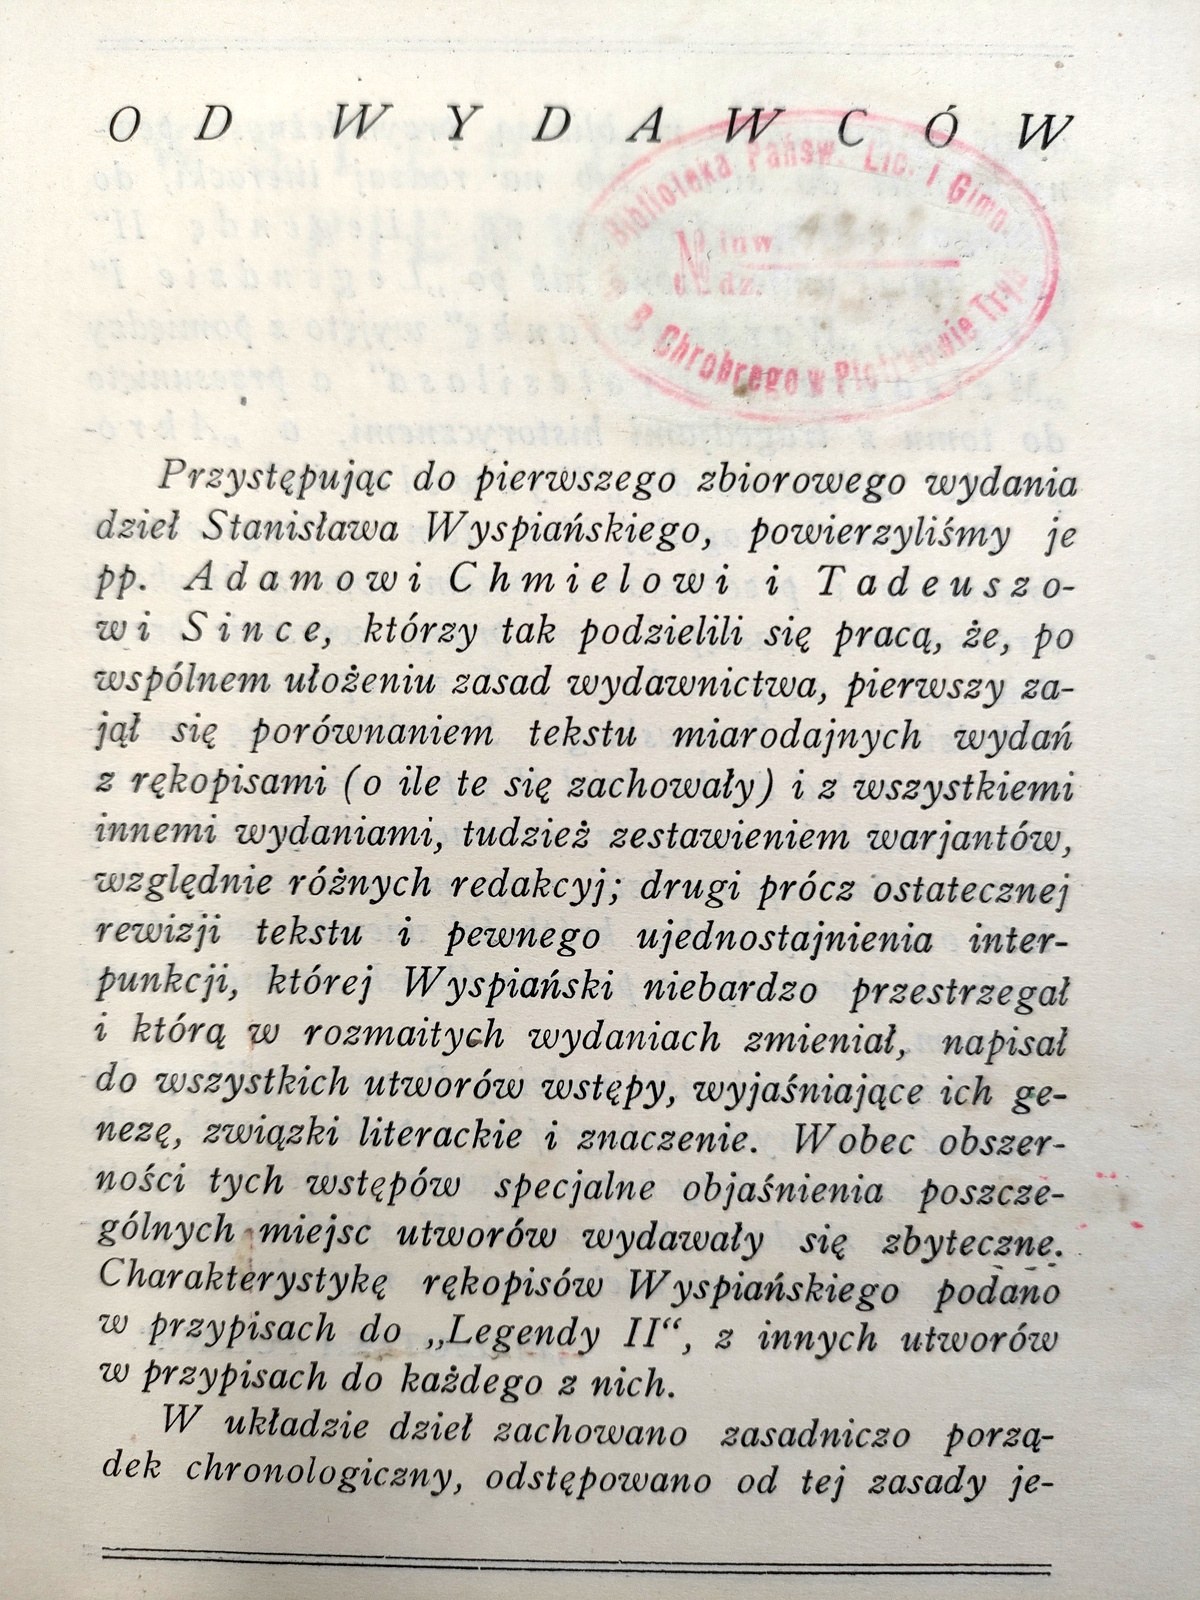 OD WYDAWCÓW
Biblioteka Państw. Lic. i Gimn.
№ inw
dz.
B. Chrobrego w Piotrkowie Tryb
Przystępując do pierwszego zbiorowego wydania
dzieł Stanisława Wyspiańskiego, powierzyliśmy je
pp. Adamowi Chmielowi i Tadeuszo-
wi Since, którzy tak podzielili się pracą, że, po
wspólnem ułożeniu zasad wydawnictwa, pierwszy za-
jął się porównaniem tekstu miarodajnych wydań
z rękopisami (o ile te się zachowały) i z wszystkiemi
innemi wydaniami, tudzież zestawieniem warjantów,
względnie różnych redakcyj; drugi prócz ostatecznej
rewizji tekstu i pewnego ujednostajnienia inter-
punkcji, której Wyspiański niebardzo przestrzegał
i którą w rozmaitych wydaniach zmieniał, napisał
do wszystkich utworów wstępy, wyjaśniające ich ge-
nezę, związki literackie i znaczenie. Wobec obszer-
ności tych wstępów specjalne objaśnienia poszcze-
gólnych miejsc utworów wydawały się zbyteczne.
Charakterystykę rękopisów Wyspiańskiego podano
w przypisach do „Legendy II“, z innych utworów
w przypisach do każdego z nich.
W układzie dzieł zachowano zasadniczo porzą-
dek chronologiczny, odstępowano od tej zasady je-